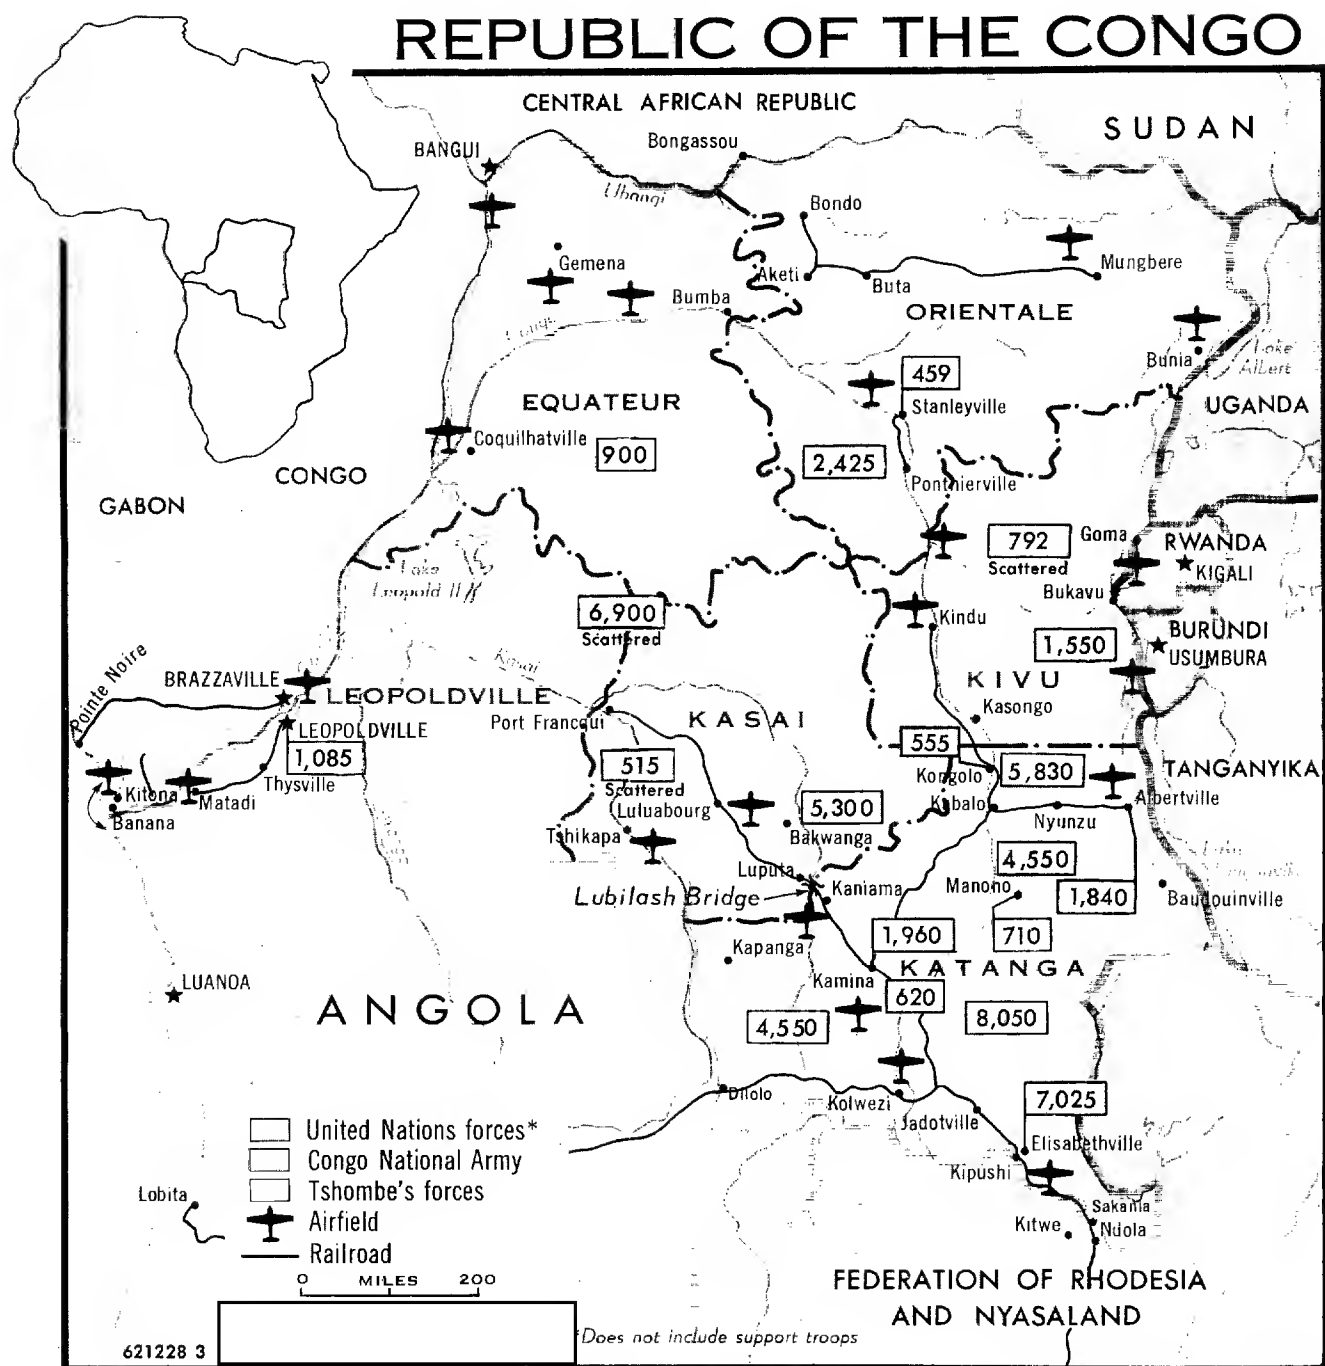 REPUBLIC OF THE CONGO
CENTRAL AFRICAN REPUBLIC
SUDAN
BANGUI
Bongassou
Ubangi
Bondo
Gemena
Aketi
Buta
Mungbere
Bumba
ORIENTALE
Congo
Bunia
Lake
Albert
459
EQUATEUR
Stanleyville
UGANDA
Coquilhatville
900
2,425
CONGO
Ponthierville
GABON
792
Scattered
Goma
RWANDA
KIGALI
Lake
Leopold II
Bukavu
6,900
Scattered
Kindu
1,550
BURUNDI
USUMBURA
Pointe Noire
BRAZZAVILLE
LEOPOLDVILLE
Kasai
KIVU
Port Francqui
KASAI
Kasongo
LEOPOLDVILLE
1,085
555
515
Scattered
Kongolo
5,830
TANGANYIKA
Thysville
Kitona
Matadi
Banana
Luluabourg
5,300
Kabalo
Nyunzu
Albertville
Tshikapa
Bakwanga
4,550
Lake
Luputa
Kaniama
Manono
1,840
Baudouinville
Lubilash Bridge
1,960
710
Kapanga
KATANGA
LUANDA
Kamina
620
ANGOLA
4,550
8,050
Dilolo
Kolwezi
Jadotville
7,025
United Nations forces*
Elisabethville
Congo National Army
Kipushi
Tshombe's forces
Lobita
Airfield
Sakania
Kitwe
Ndola
Railroad
0 MILES 200
FEDERATION OF RHODESIA
AND NYASALAND
*Does not include support troops
621228 3